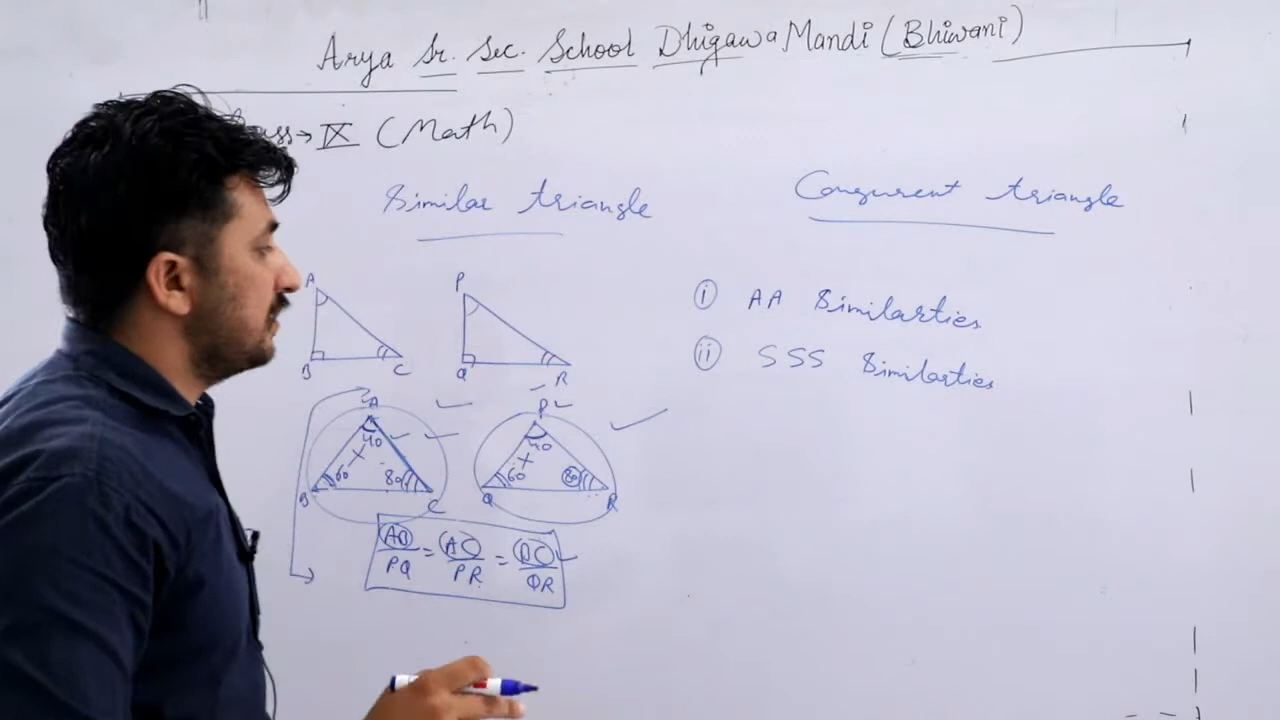 Arya Sr. Sec. School Dhigawa Mandi (Bhiwani)
ss→ IX (Math)
Similar triangle
Congurent triangle
A
P
B
C
Q
R
i AA Similarties
ii SSS Similarties
A
P
40
40
60
80
60
80
B
C
Q
R
AB/PQ = AC/PR = BC/QR